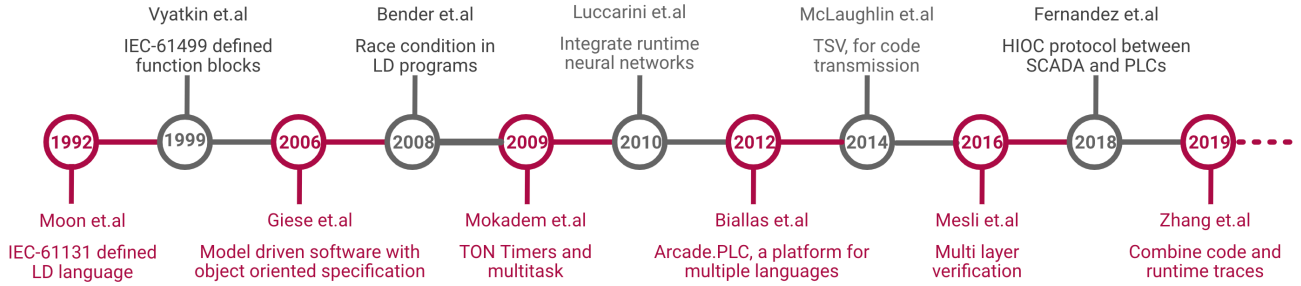 Vyatkin et.al
IEC-61499 defined
function blocks
Bender et.al
Race condition in
LD programs
Luccarini et.al
Integrate runtime
neural networks
McLaughlin et.al
TSV, for code
transmission
Fernandez et.al
HIOC protocol between
SCADA and PLCs
1992
1999
2006
2008
2009
2010
2012
2014
2016
2018
2019
Moon et.al
IEC-61131 defined
LD language
Giese et.al
Model driven software with
object oriented specification
Mokadem et.al
TON Timers and
multitask
Biallas et.al
Arcade.PLC, a platform for
multiple languages
Mesli et.al
Multi layer
verification
Zhang et.al
Combine code and
runtime traces